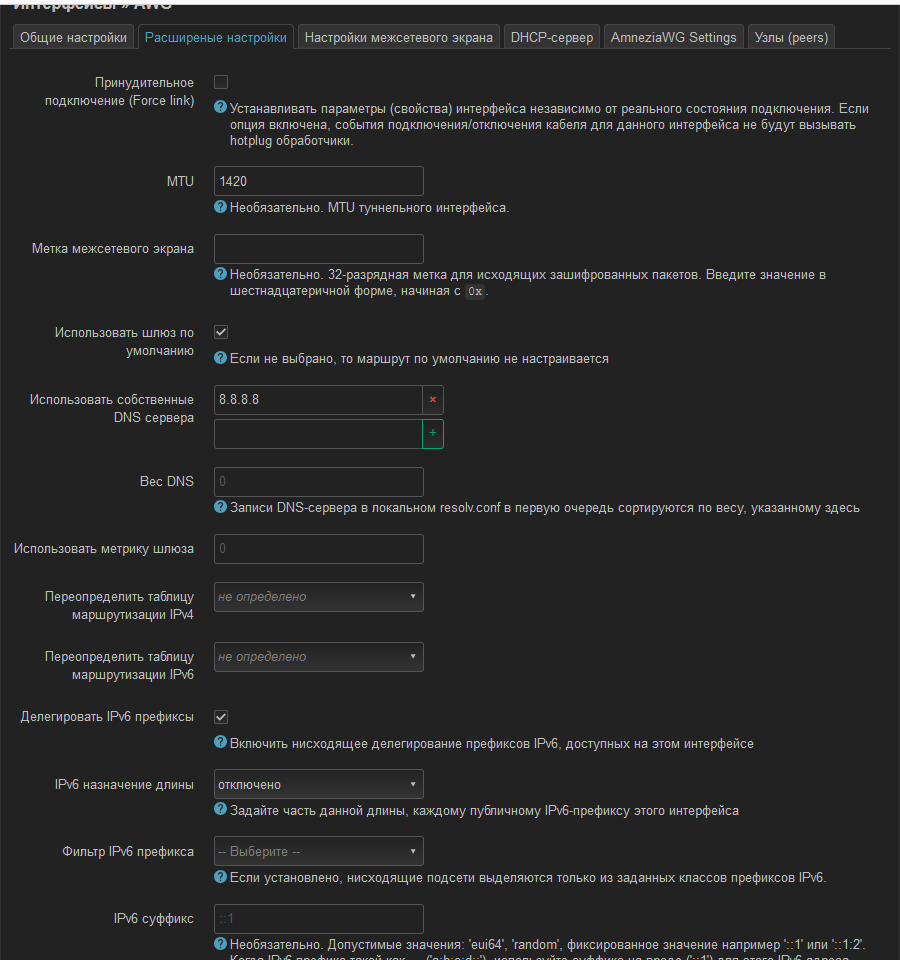 Интерфейсы » AWG
Общие настройки
Расширеные настройки
Настройки межсетевого экрана
DHCP-сервер
AmneziaWG Settings
Узлы (peers)
Принудительное
подключение (Force link)
Устанавливать параметры (свойства) интерфейса независимо от реального состояния подключения. Если
опция включена, события подключения/отключения кабеля для данного интерфейса не будут вызывать
hotplug обработчики.
MTU
1420
Необязательно. MTU туннельного интерфейса.
Метка межсетевого экрана
Необязательно. 32-разрядная метка для исходящих зашифрованных пакетов. Введите значение в
шестнадцатеричной форме, начиная с 0x.
Использовать шлюз по
умолчанию
Если не выбрано, то маршрут по умолчанию не настраивается
Использовать собственные
DNS сервера
8.8.8.8
Вес DNS
0
Записи DNS-сервера в локальном resolv.conf в первую очередь сортируются по весу, указанному здесь
Использовать метрику шлюза
0
Переопределить таблицу
маршрутизации IPv4
не определено
Переопределить таблицу
маршрутизации IPv6
не определено
Делегировать IPv6 префиксы
Включить нисходящее делегирование префиксов IPv6, доступных на этом интерфейсе
IPv6 назначение длины
отключено
Задайте часть данной длины, каждому публичному IPv6-префиксу этого интерфейса
Фильтр IPv6 префикса
-- Выберите --
Если установлено, нисходящие подсети выделяются только из заданных классов префиксов IPv6.
IPv6 суффикс
::1
Необязательно. Допустимые значения: 'eui64', 'random', фиксированное значение например '::1' или '::1:2'.